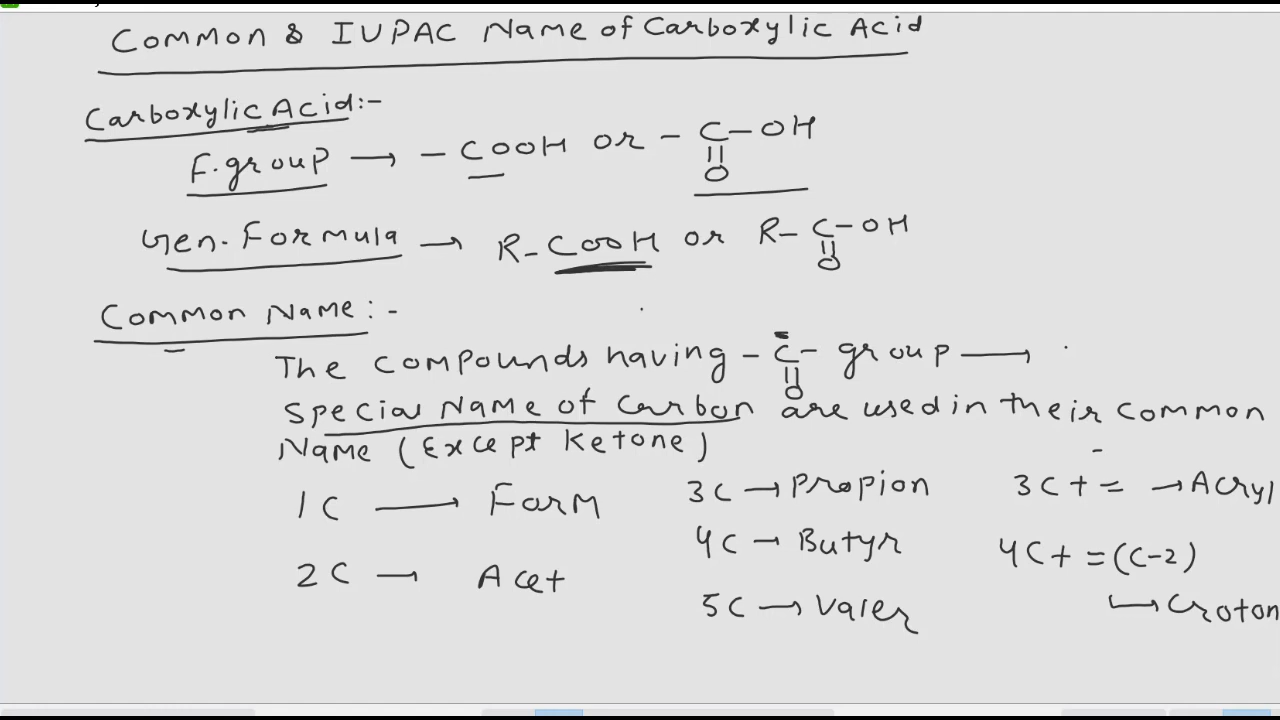 Common & IUPAC Name of Carboxylic Acid
Carboxylic Acid:-
F.group → -COOH or -C-OH
||
O
Gen. Formula → R-COOH or R-C-OH
||
O
Common Name:-
The compounds having -C- group →
||
O
Special Name of Carbon are used in their common
Name (Except Ketone)
1C → Form
3C → Propion
3C + = → Acryl
4C → Butyr
4C + = (C-2)
2C → Acet
5C → Valer
↳ Croton